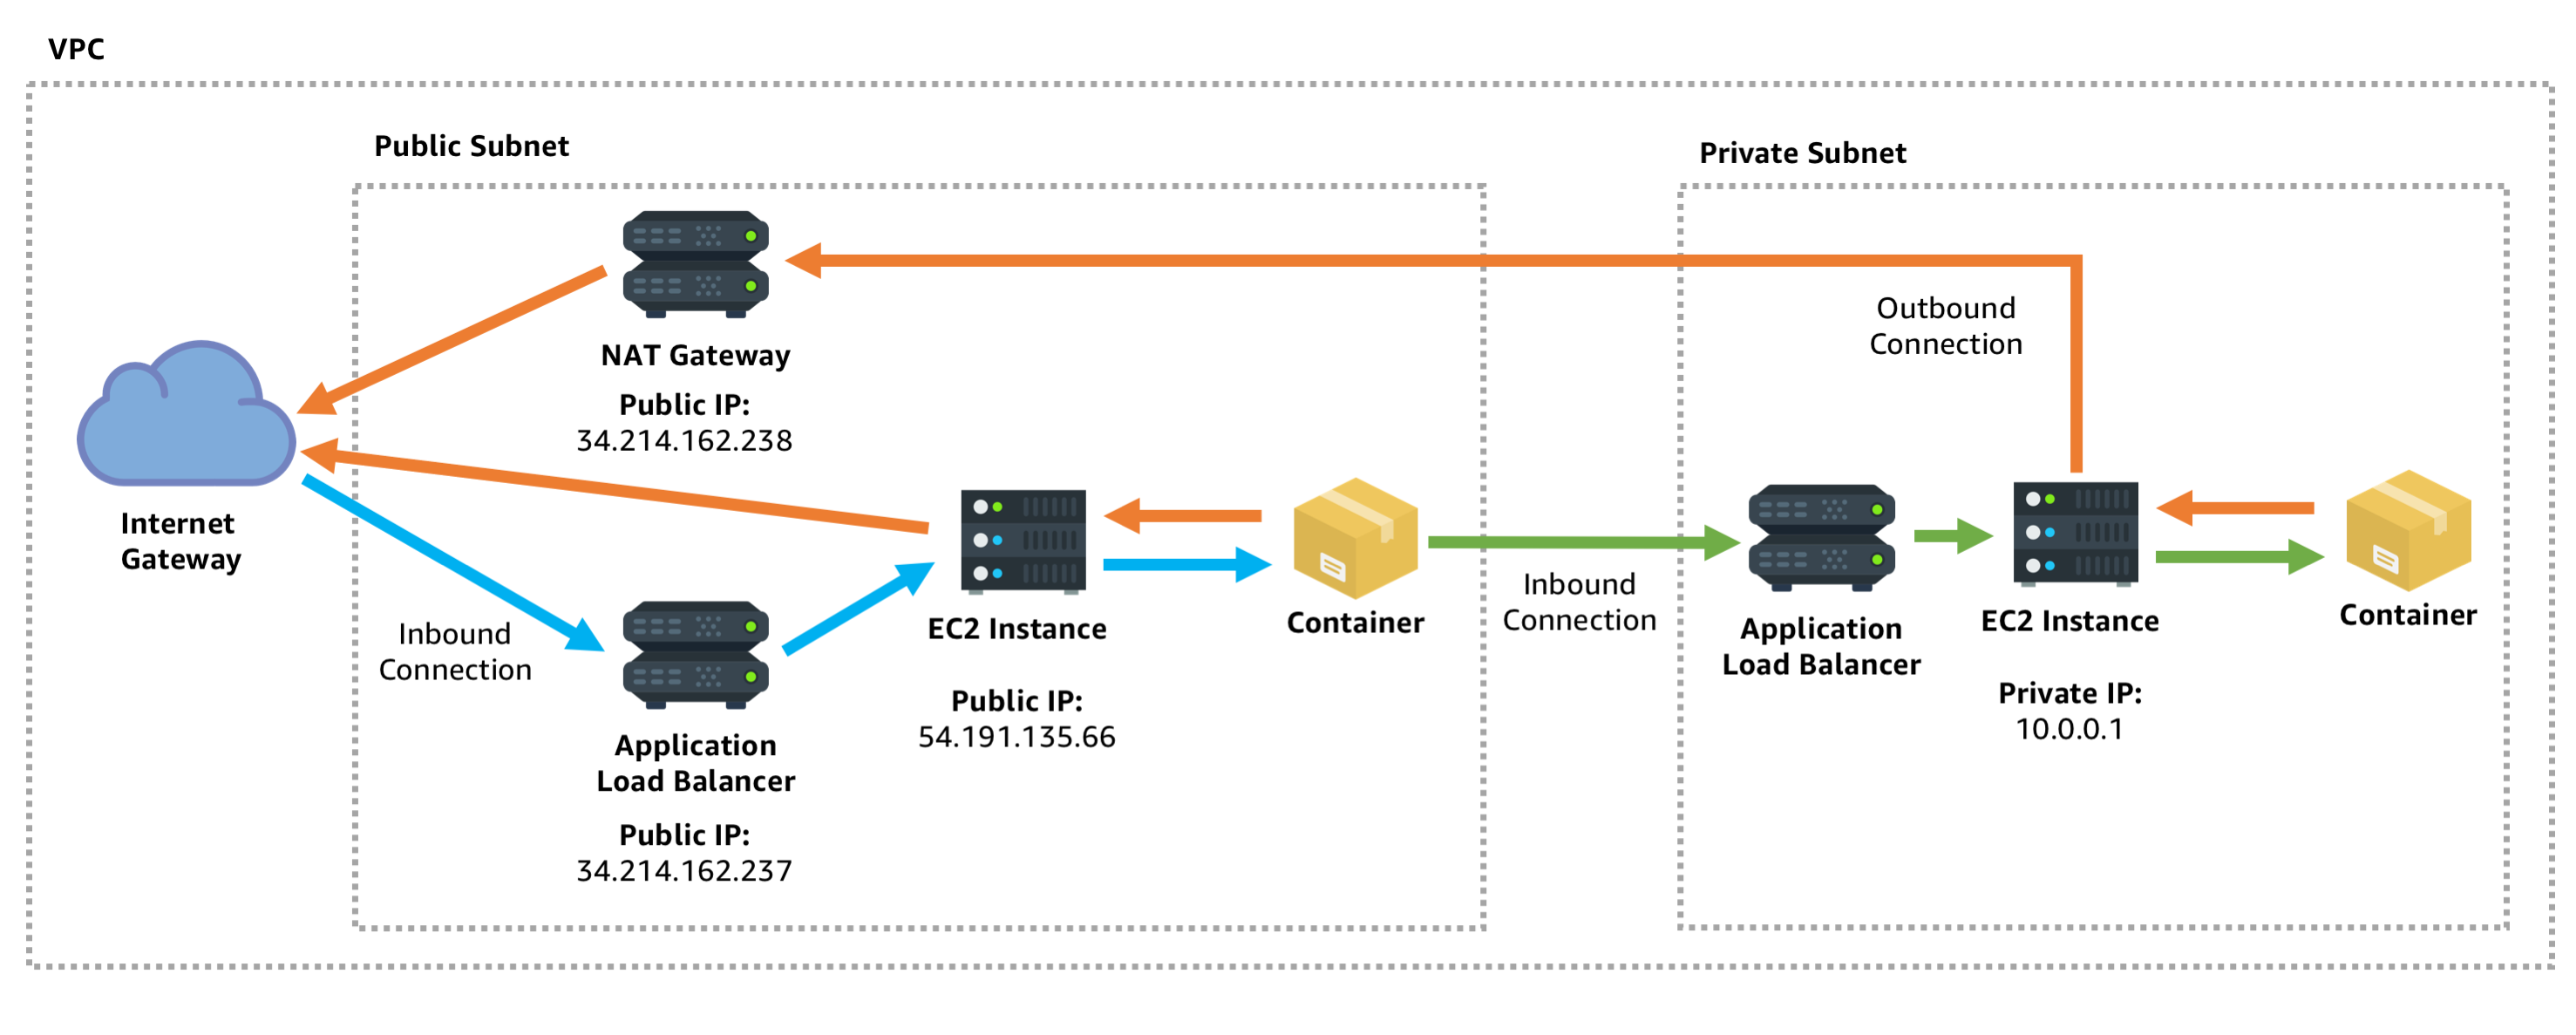 VPC
Public Subnet
Private Subnet
NAT Gateway
Public IP:
34.214.162.238
Outbound
Connection
Internet
Gateway
Inbound
Connection
Application
Load Balancer
Public IP:
34.214.162.237
EC2 Instance
Public IP:
54.191.135.66
Container
Inbound
Connection
Application
Load Balancer
EC2 Instance
Private IP:
10.0.0.1
Container